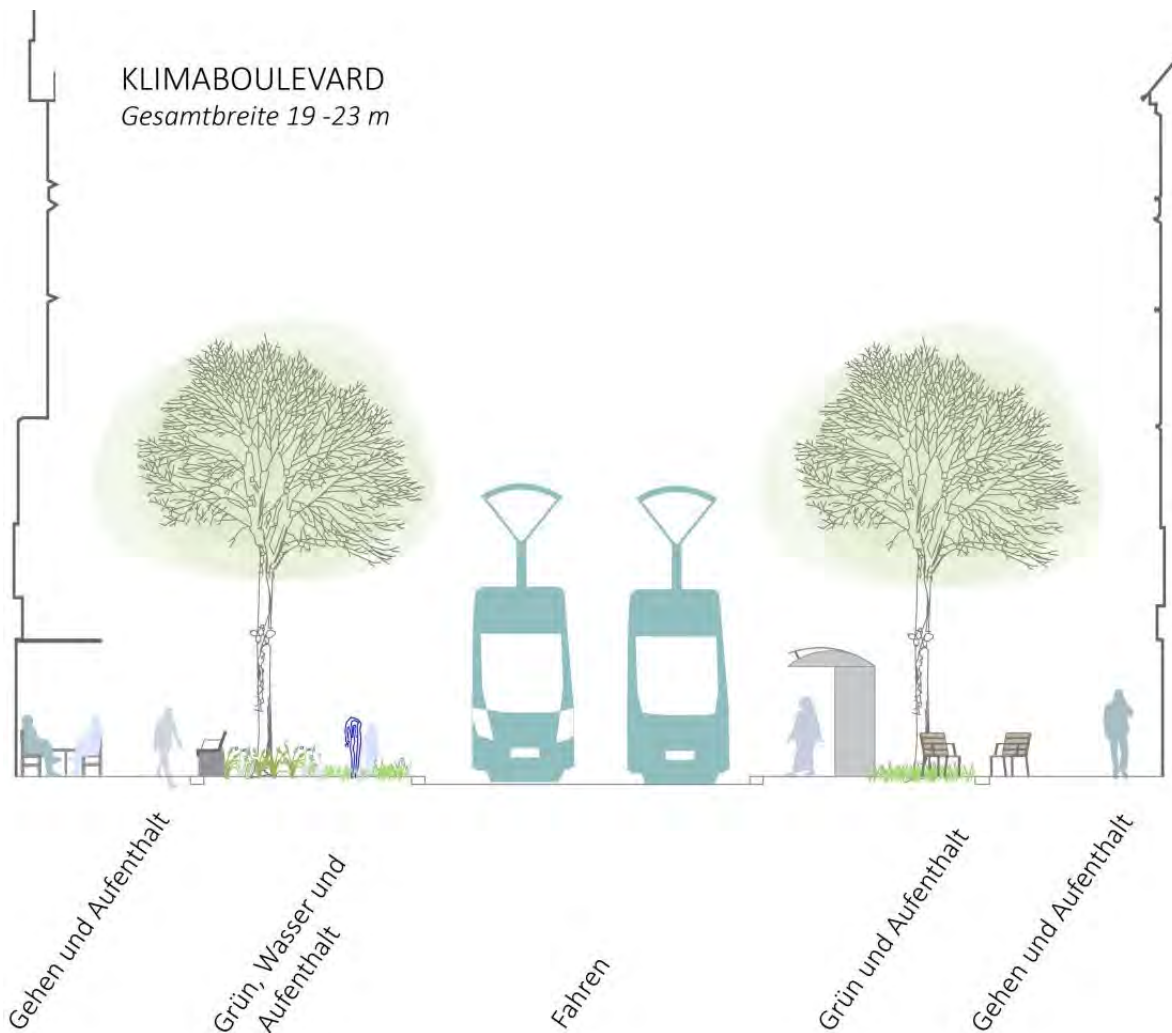 KLIMABOULEVARD
Gesamtbreite 19 -23 m
Gehen und Aufenthalt
Grün, Wasser und
Aufenthalt
Fahren
Grün und Aufenthalt
Gehen und Aufenthalt